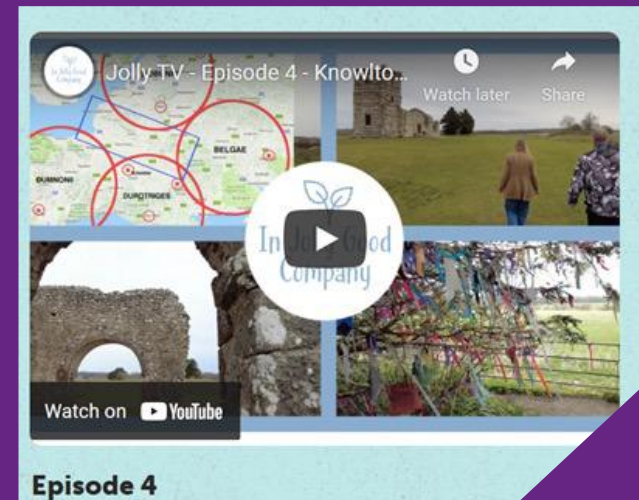 Jolly TV - Episode 4 - Knowlto...
Watch later
Share
BELGAE
DUMNONII
DUROTRIGES
In Jolly Good
Company
Watch on YouTube
Episode 4